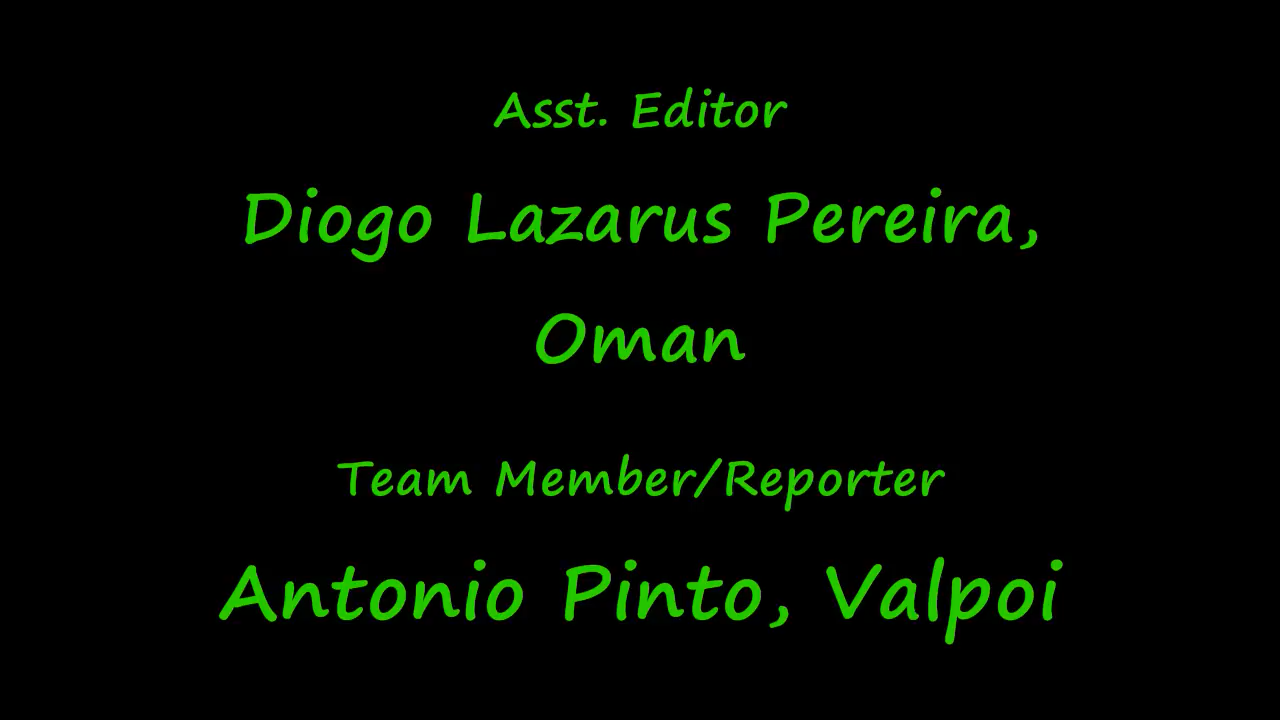 Asst. Editor
Diogo Lazarus Pereira,
Oman
Team Member/Reporter
Antonio Pinto, Valpoi